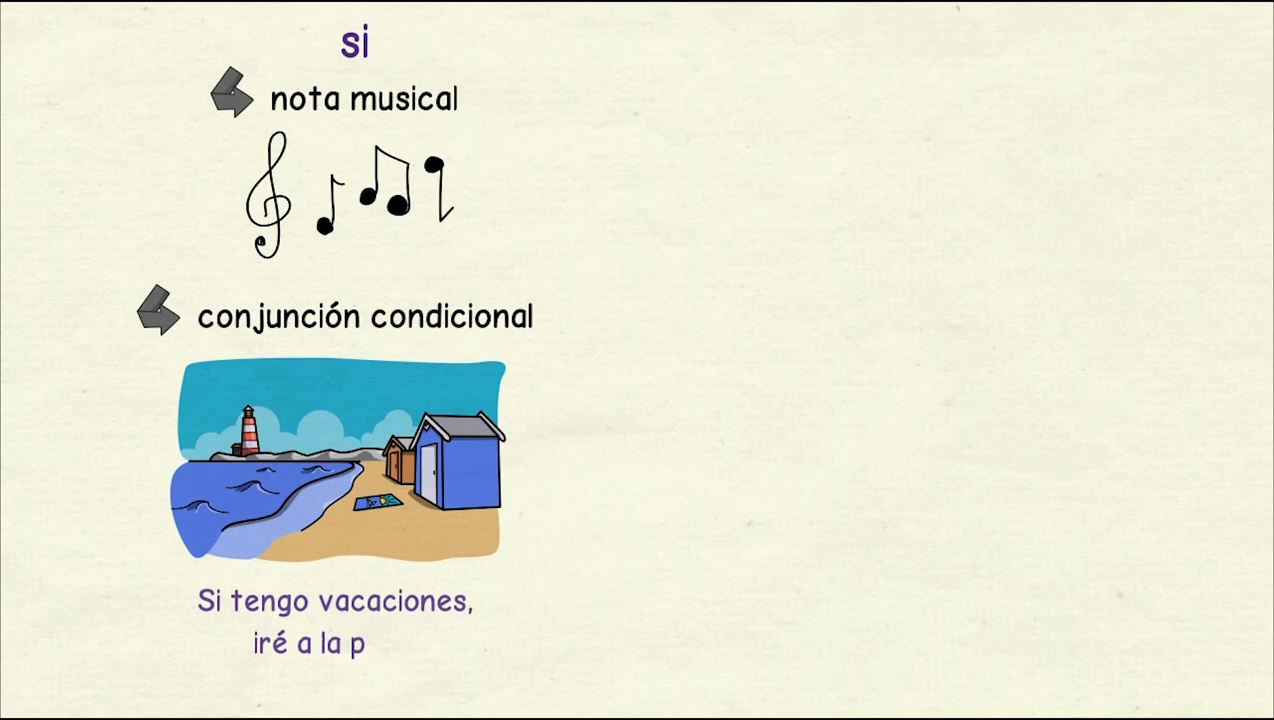 si
nota musical
conjunción condicional
Si tengo vacaciones,
iré a la p